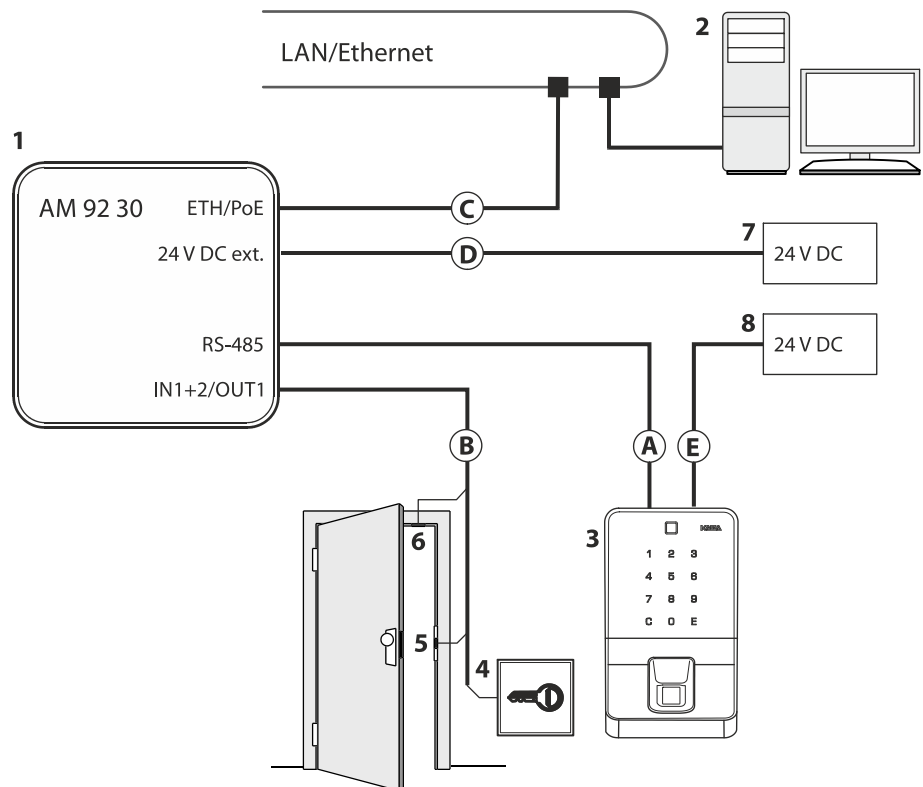 LAN/Ethernet
2
1
AM 92 30
ETH/PoE
C
24 V DC ext.
D
7
24 V DC
8
24 V DC
RS-485
IN1+2/OUT1
B
A
E
6
3
KABA
1 2 3
4 5 6
7 8 9
C 0 E
5
4